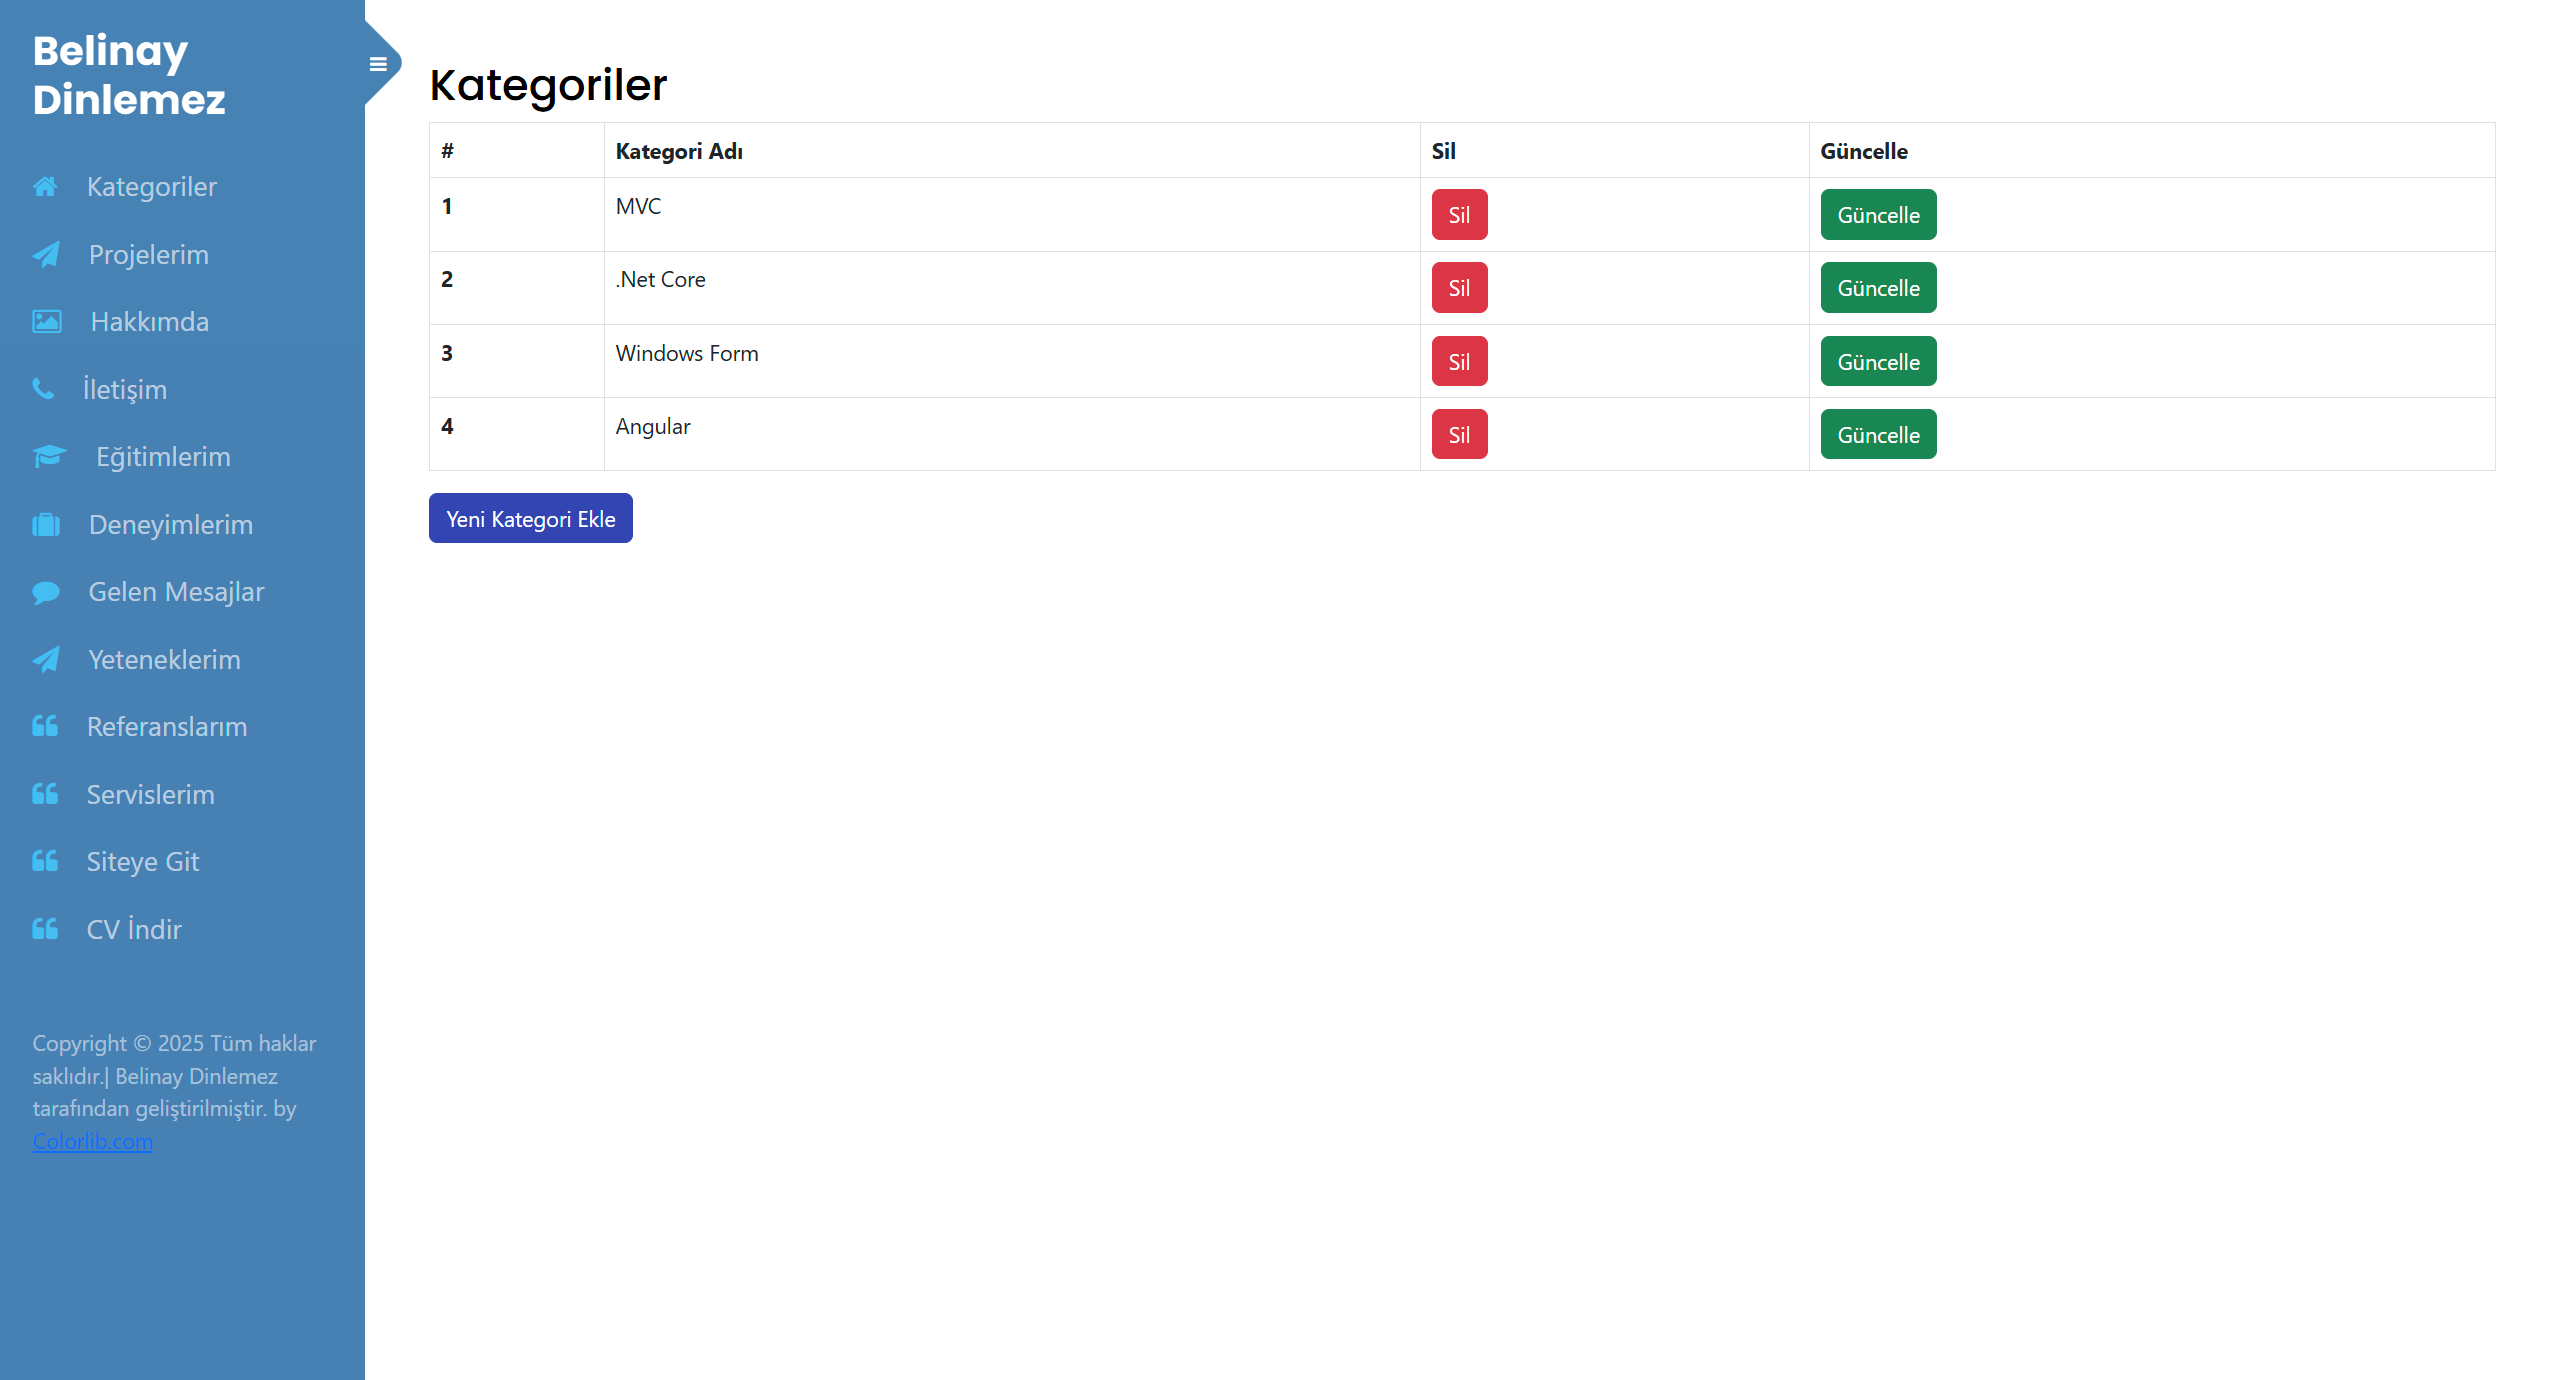 Belinay
Dinlemez
Kategoriler
Projelerim
Hakkımda
İletişim
Eğitimlerim
Deneyimlerim
Gelen Mesajlar
Yeteneklerim
Referanslarım
Servislerim
Siteye Git
CV İndir
Copyright © 2025 Tüm haklar
saklıdır.| Belinay Dinlemez
tarafından geliştirilmiştir. by
Colorlib.com
Kategoriler
# Kategori Adı Sil Güncelle
1 MVC Sil Güncelle
2 .Net Core Sil Güncelle
3 Windows Form Sil Güncelle
4 Angular Sil Güncelle
Yeni Kategori Ekle